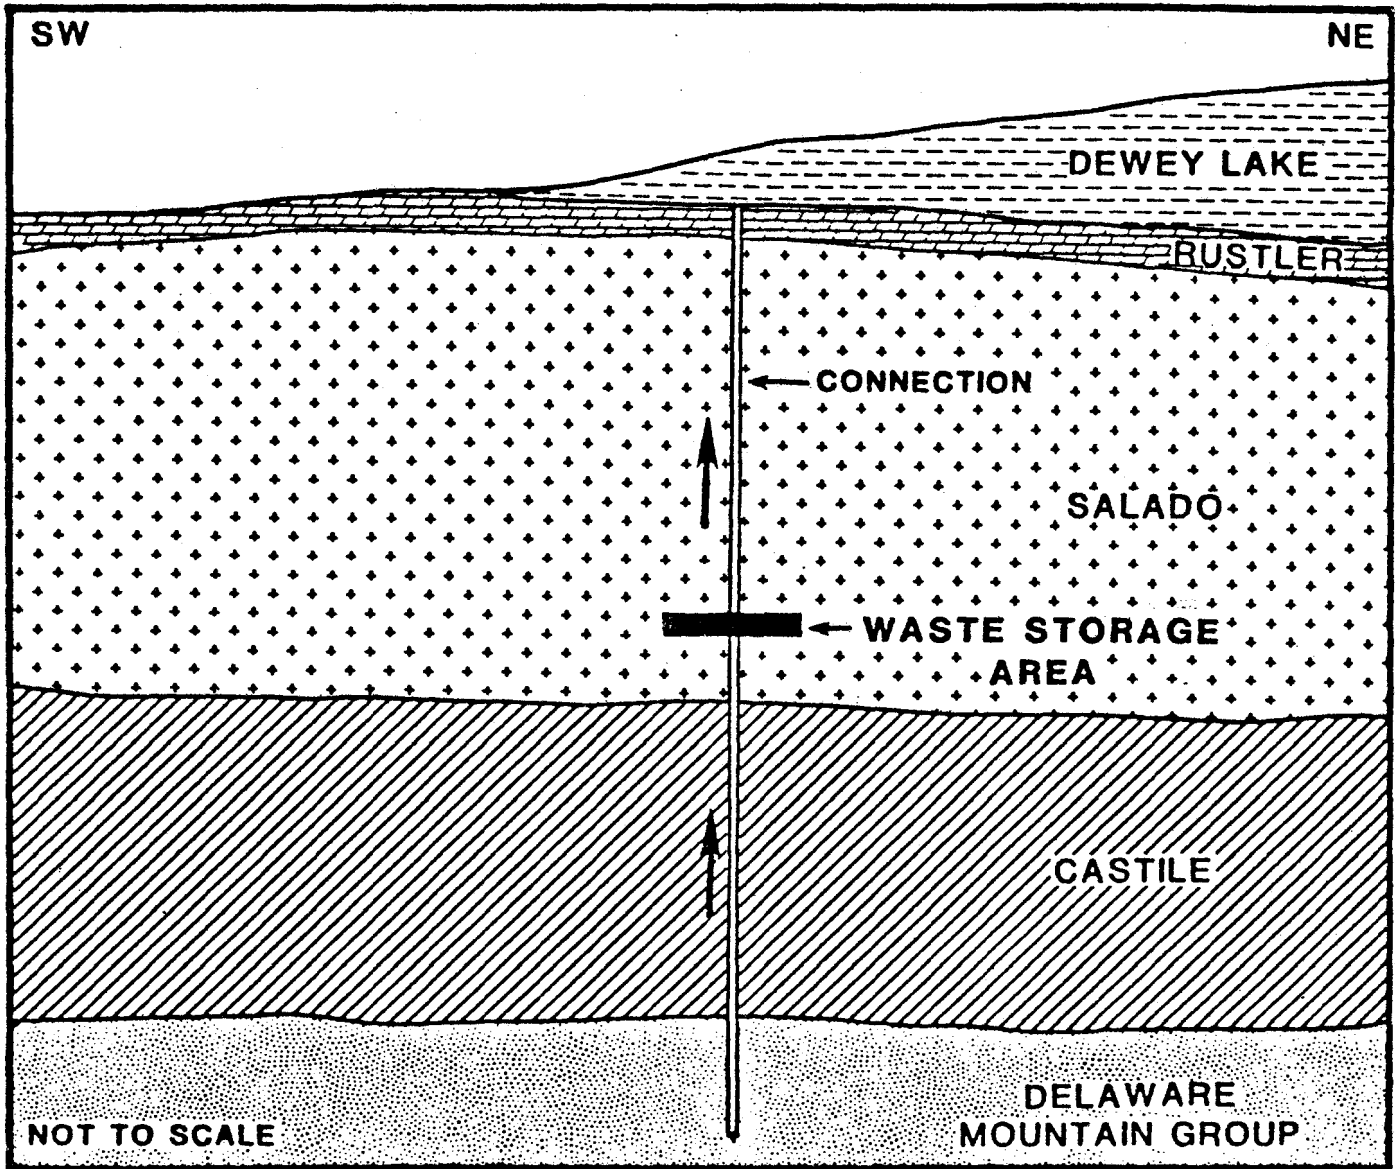 SW
NE
DEWEY LAKE
RUSTLER
CONNECTION
SALADO
WASTE STORAGE
AREA
CASTILE
DELAWARE
MOUNTAIN GROUP
NOT TO SCALE